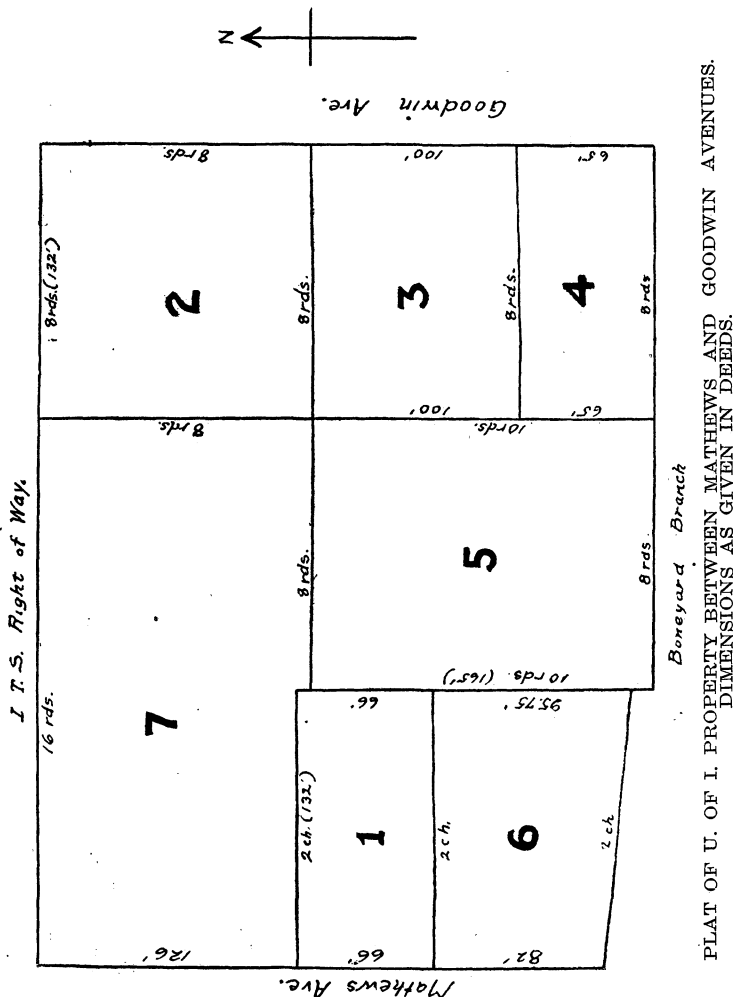 N
Goodwin Ave.
I T. S. Right of Way.
8 rds. (132')
8 rds.
2
8 rds.
8 rds.
100'
3
100'
8 rds.
65'
4
65'
8 rds
16 rds.
7
126'
8 rds.
10 rds.
5
10 rds. (165')
8 rds.
2 ch. (132')
66'
1
66'
2 ch.
95.75'
6
82'
2 ch
Mathews Ave.
Boneyard Branch
PLAT OF U. OF I. PROPERTY BETWEEN MATHEWS AND GOODWIN AVENUES.
DIMENSIONS AS GIVEN IN DEEDS.